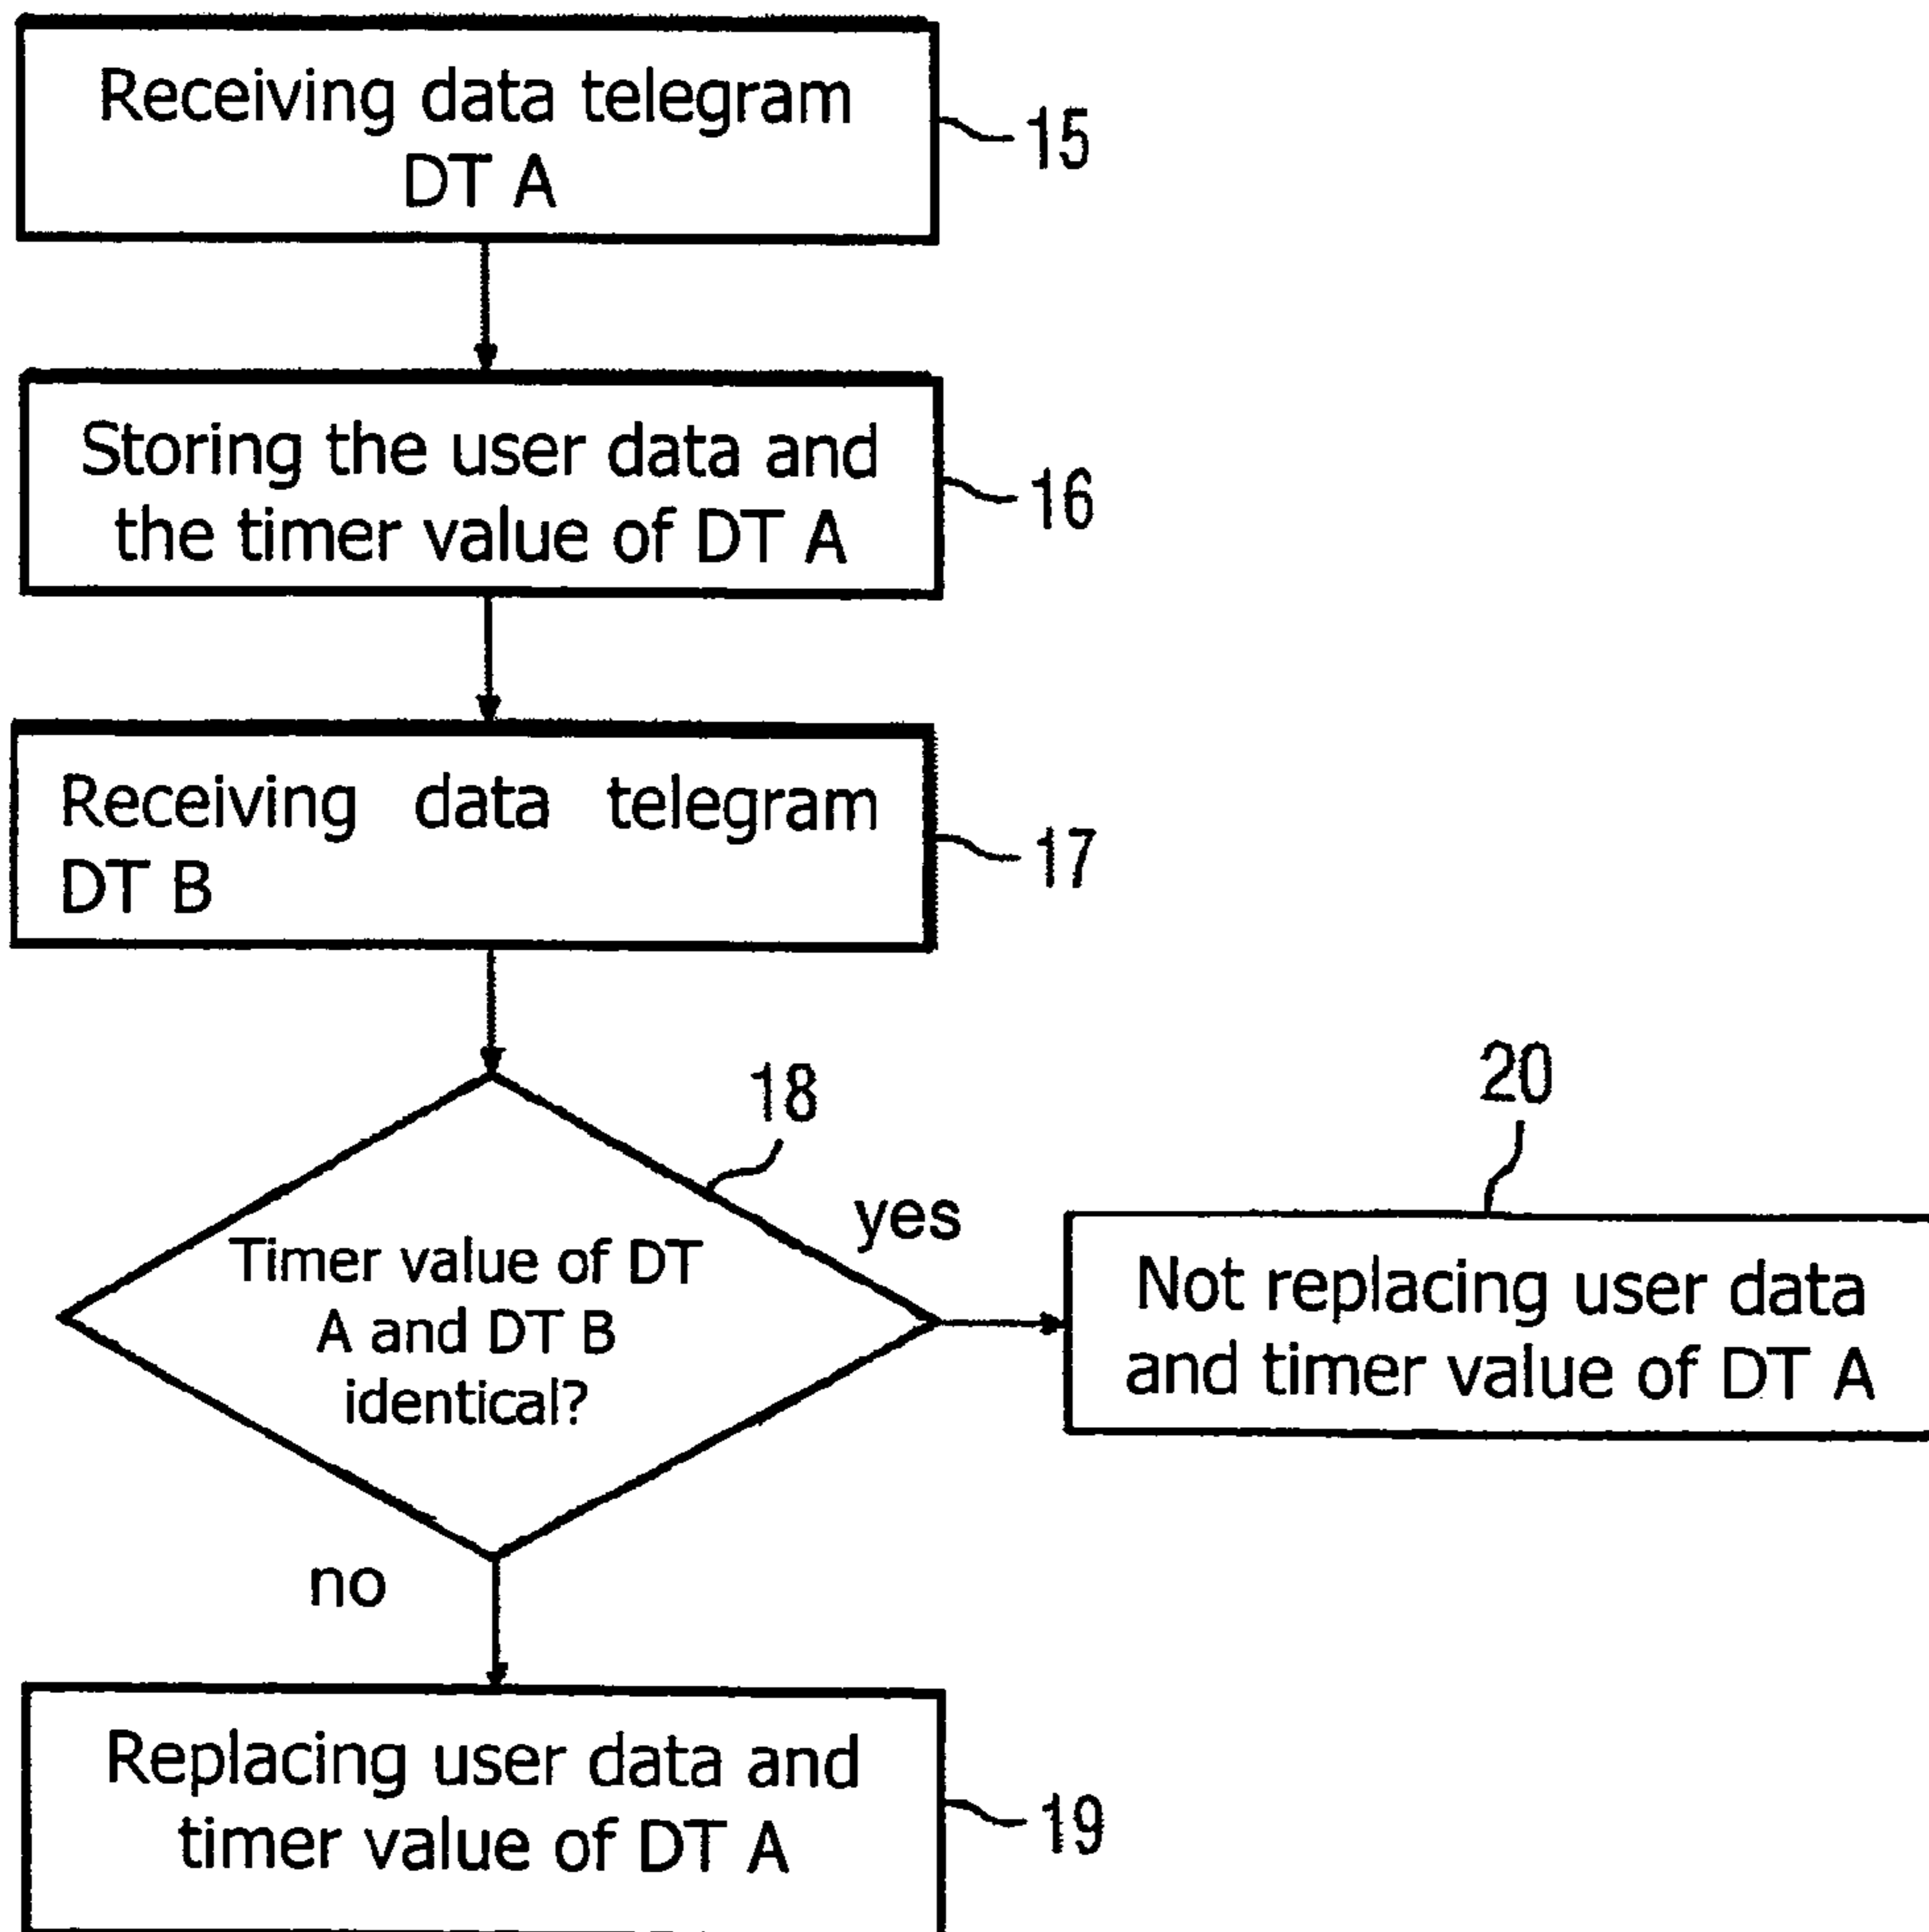 Receiving data telegram
DT A
15
Storing the user data and
the timer value of DT A
16
Receiving data telegram
DT B
17
18
Timer value of DT
A and DT B
identical?
yes
20
Not replacing user data
and timer value of DT A
no
Replacing user data and
timer value of DT A
19